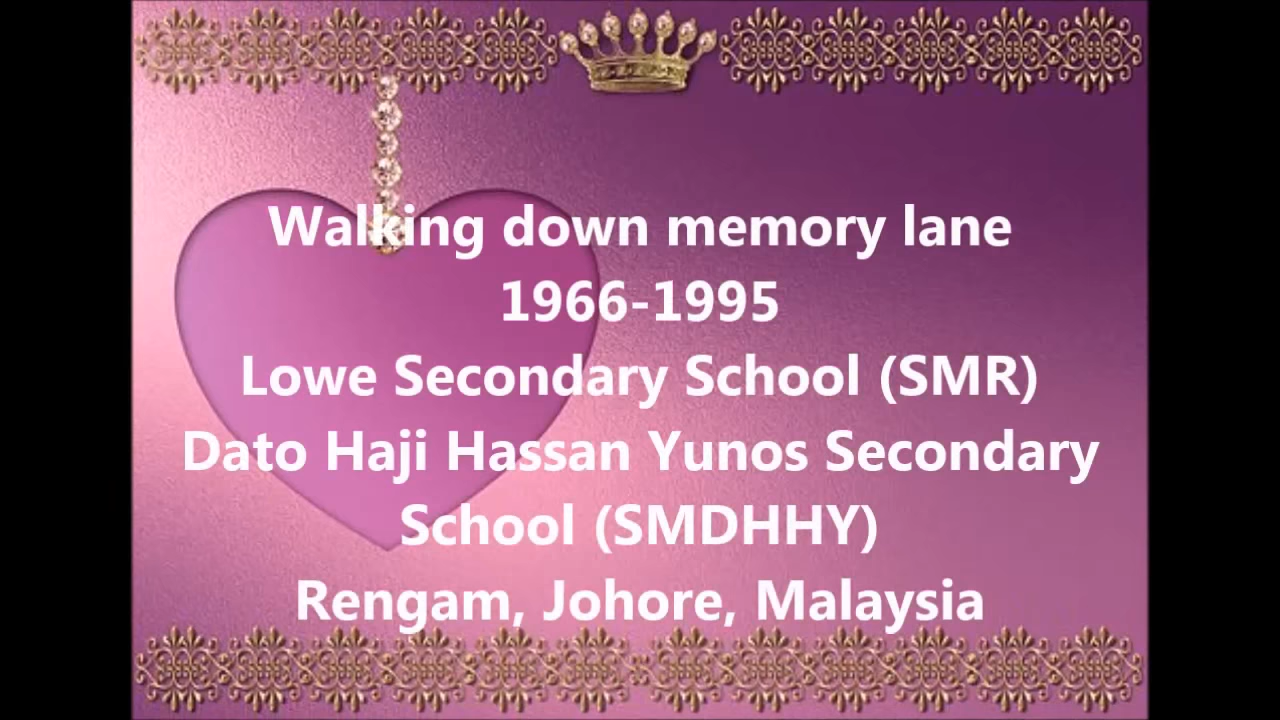 Walking down memory lane
1966-1995
Lowe Secondary School (SMR)
Dato Haji Hassan Yunos Secondary
School (SMDHHY)
Rengam, Johore, Malaysia